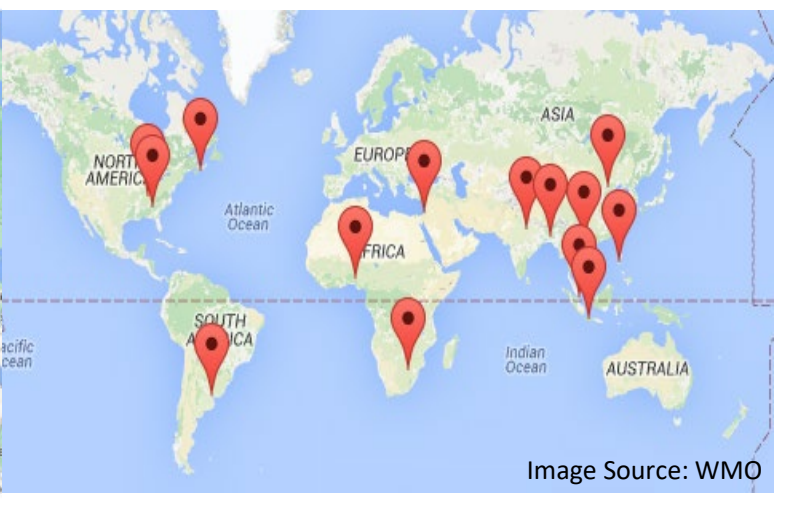 ASIA
NORTH
AMERICA
EUROPE
Atlantic
Ocean
AFRICA
SOUTH
AMERICA
acific
cean
Indian
Ocean
AUSTRALIA
Image Source: WMO